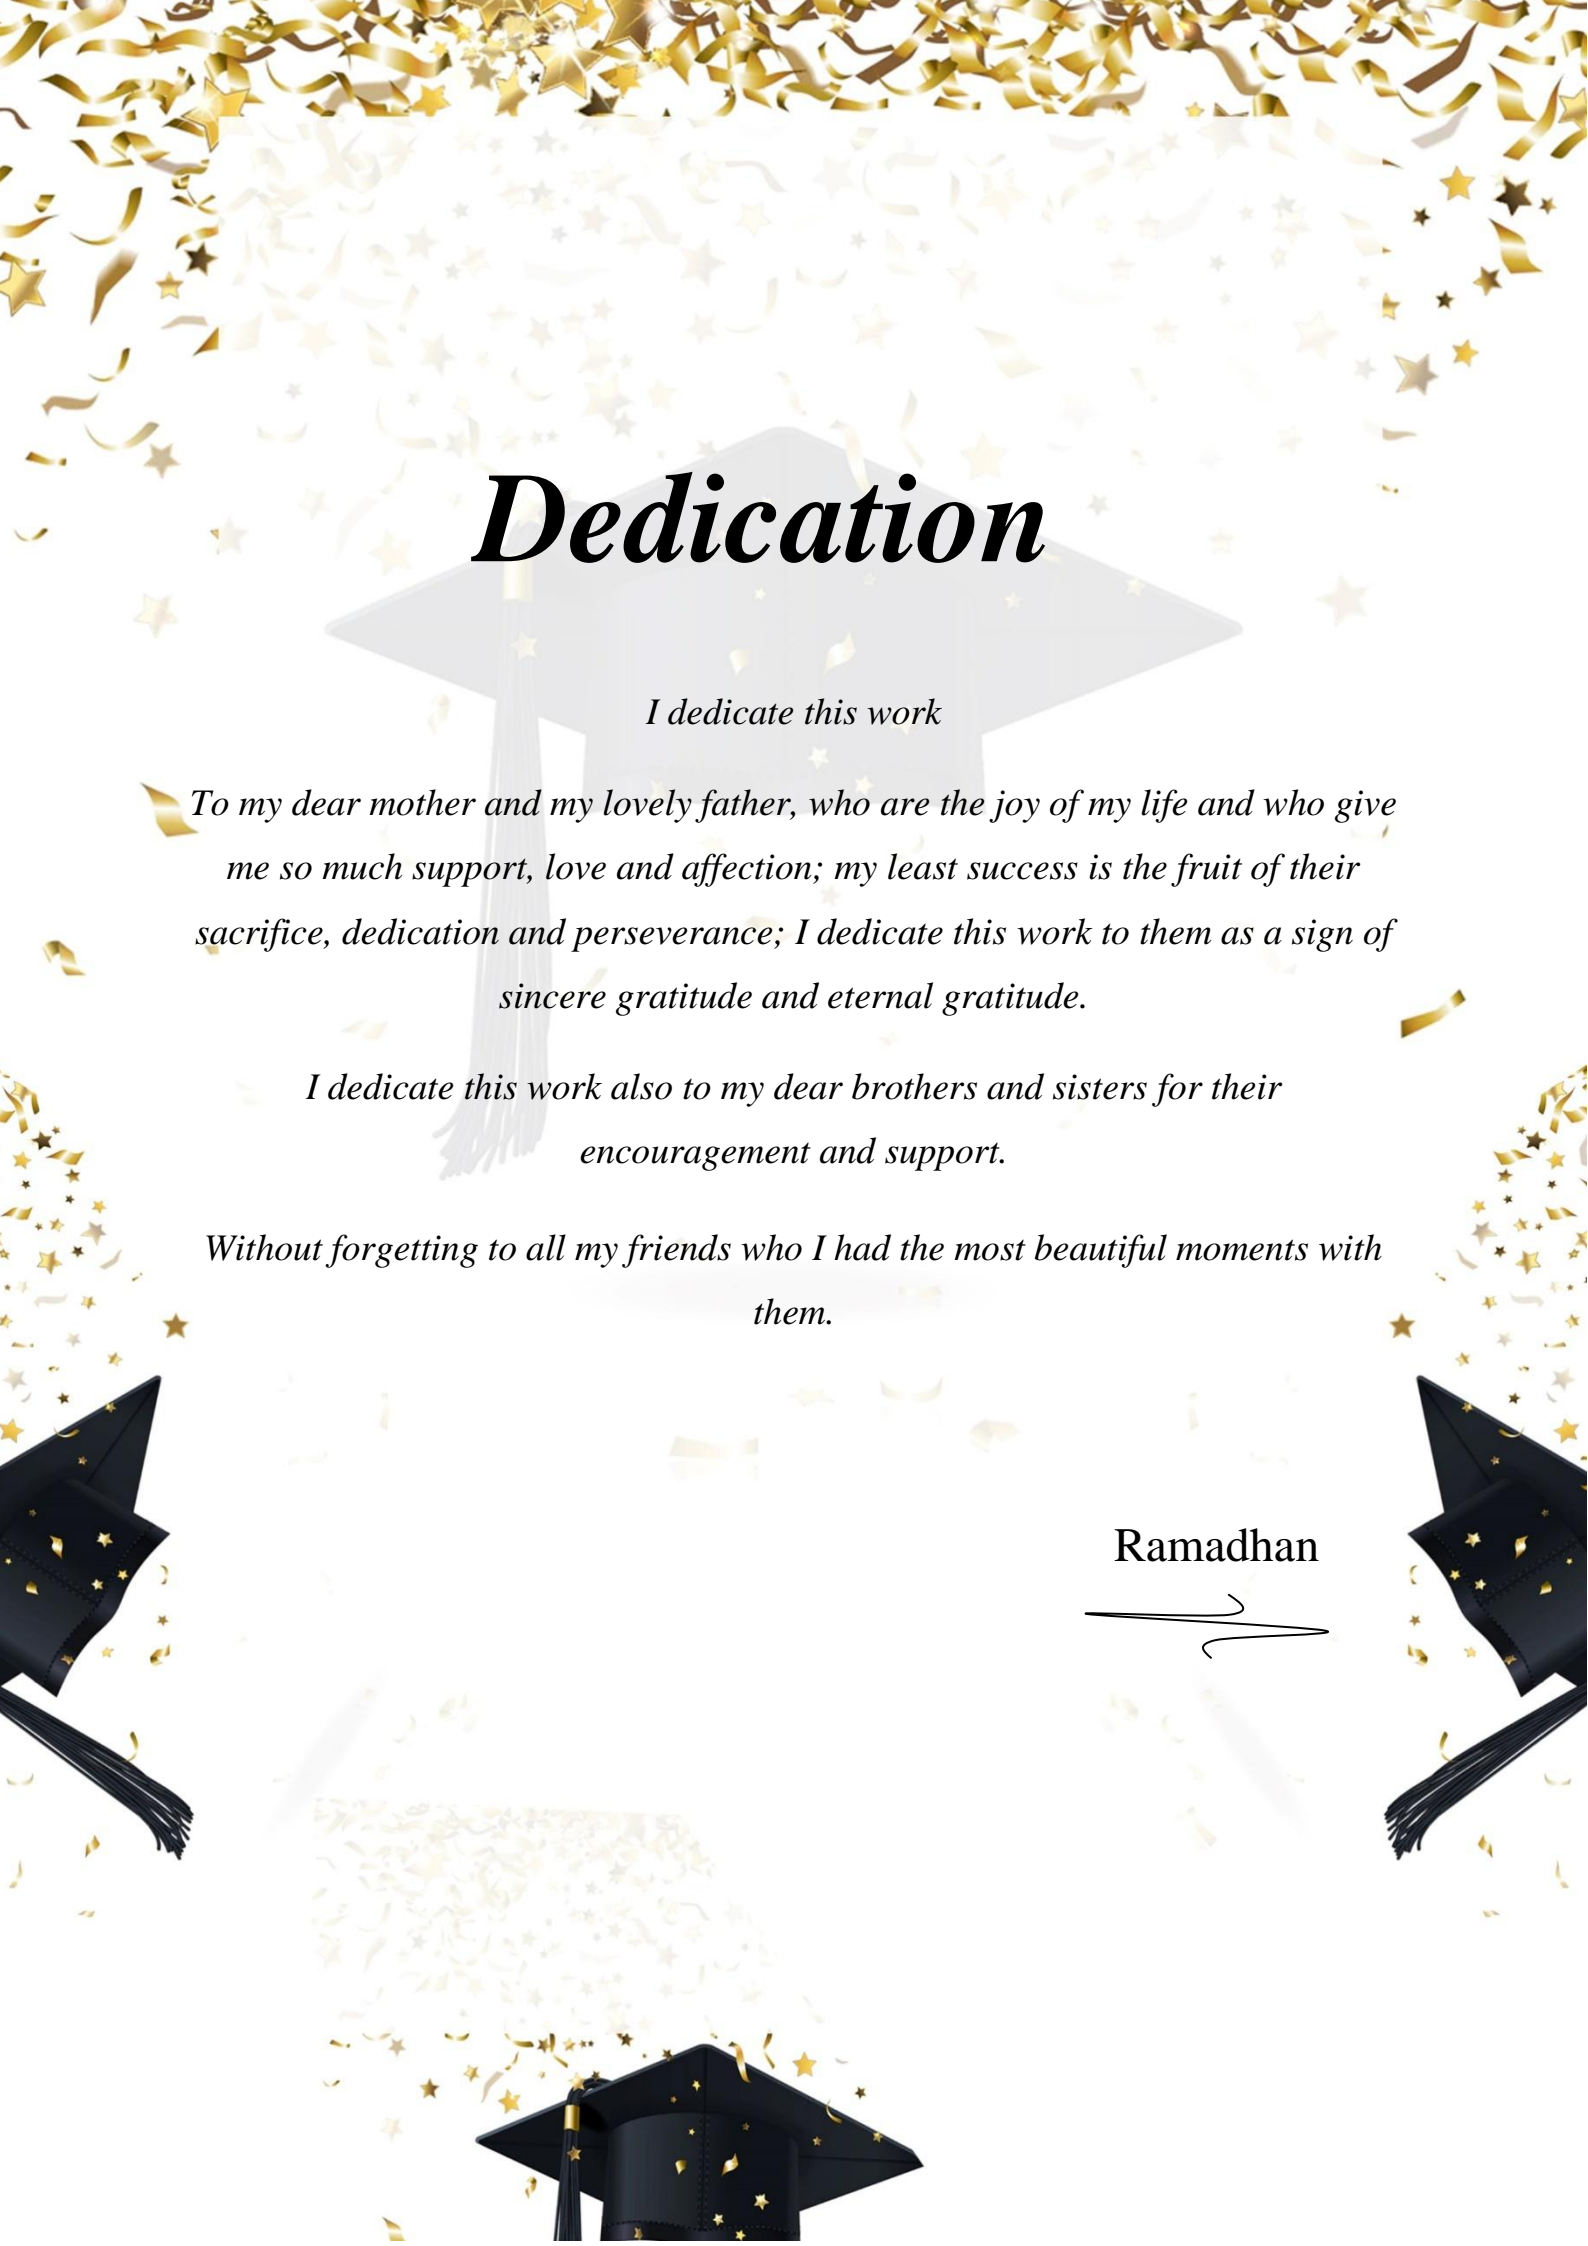 Dedication
I dedicate this work
To my dear mother and my lovely father, who are the joy of my life and who give
me so much support, love and affection; my least success is the fruit of their
sacrifice, dedication and perseverance; I dedicate this work to them as a sign of
sincere gratitude and eternal gratitude.
I dedicate this work also to my dear brothers and sisters for their
encouragement and support.
Without forgetting to all my friends who I had the most beautiful moments with
them.
Ramadhan